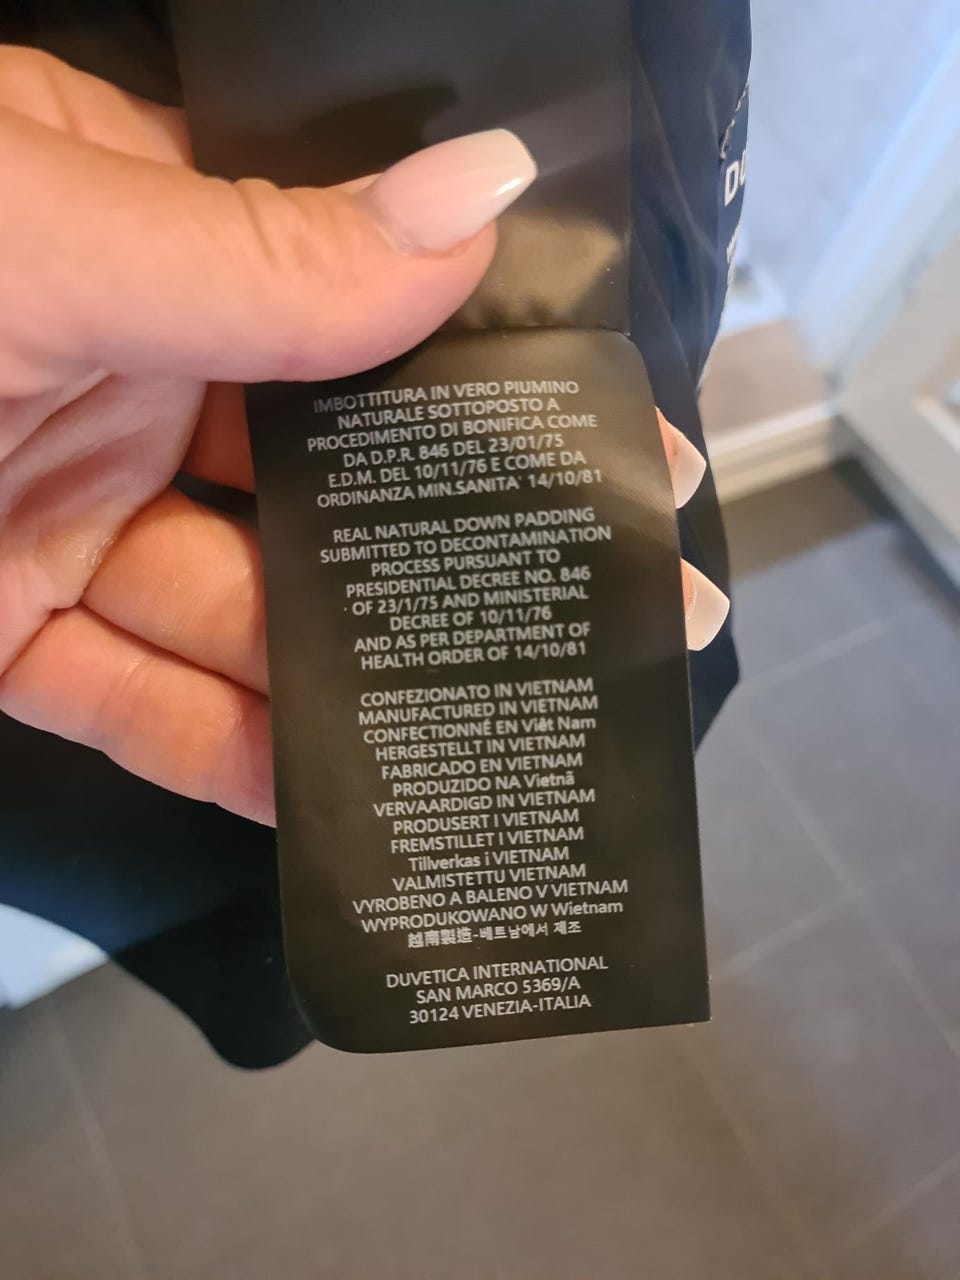 IMBOTTITURA IN VERO PIUMINO
NATURALE SOTTOPOSTO A
PROCEDIMENTO DI BONIFICA COME
DA D.P.R. 846 DEL 23/01/75
E.D.M. DEL 10/11/76 E COME DA
ORDINANZA MIN.SANITA' 14/10/81
REAL NATURAL DOWN PADDING
SUBMITTED TO DECONTAMINATION
PROCESS PURSUANT TO
PRESIDENTIAL DECREE NO. 846
OF 23/1/75 AND MINISTERIAL
DECREE OF 10/11/76
AND AS PER DEPARTMENT OF
HEALTH ORDER OF 14/10/81
CONFEZIONATO IN VIETNAM
MANUFACTURED IN VIETNAM
CONFECTIONNÉ EN Việt Nam
HERGESTELLT IN VIETNAM
FABRICADO EN VIETNAM
PRODUZIDO NA Vietnã
VERVAARDIGD IN VIETNAM
PRODUSERT I VIETNAM
FREMSTILLET I VIETNAM
Tillverkas i VIETNAM
VALMISTETTU VIETNAM
VYROBENO A BALENO V VIETNAM
WYPRODUKOWANO W Wietnam
越南製造-베트남에서 제조
DUVETICA INTERNATIONAL
SAN MARCO 5369/A
30124 VENEZIA-ITALIA